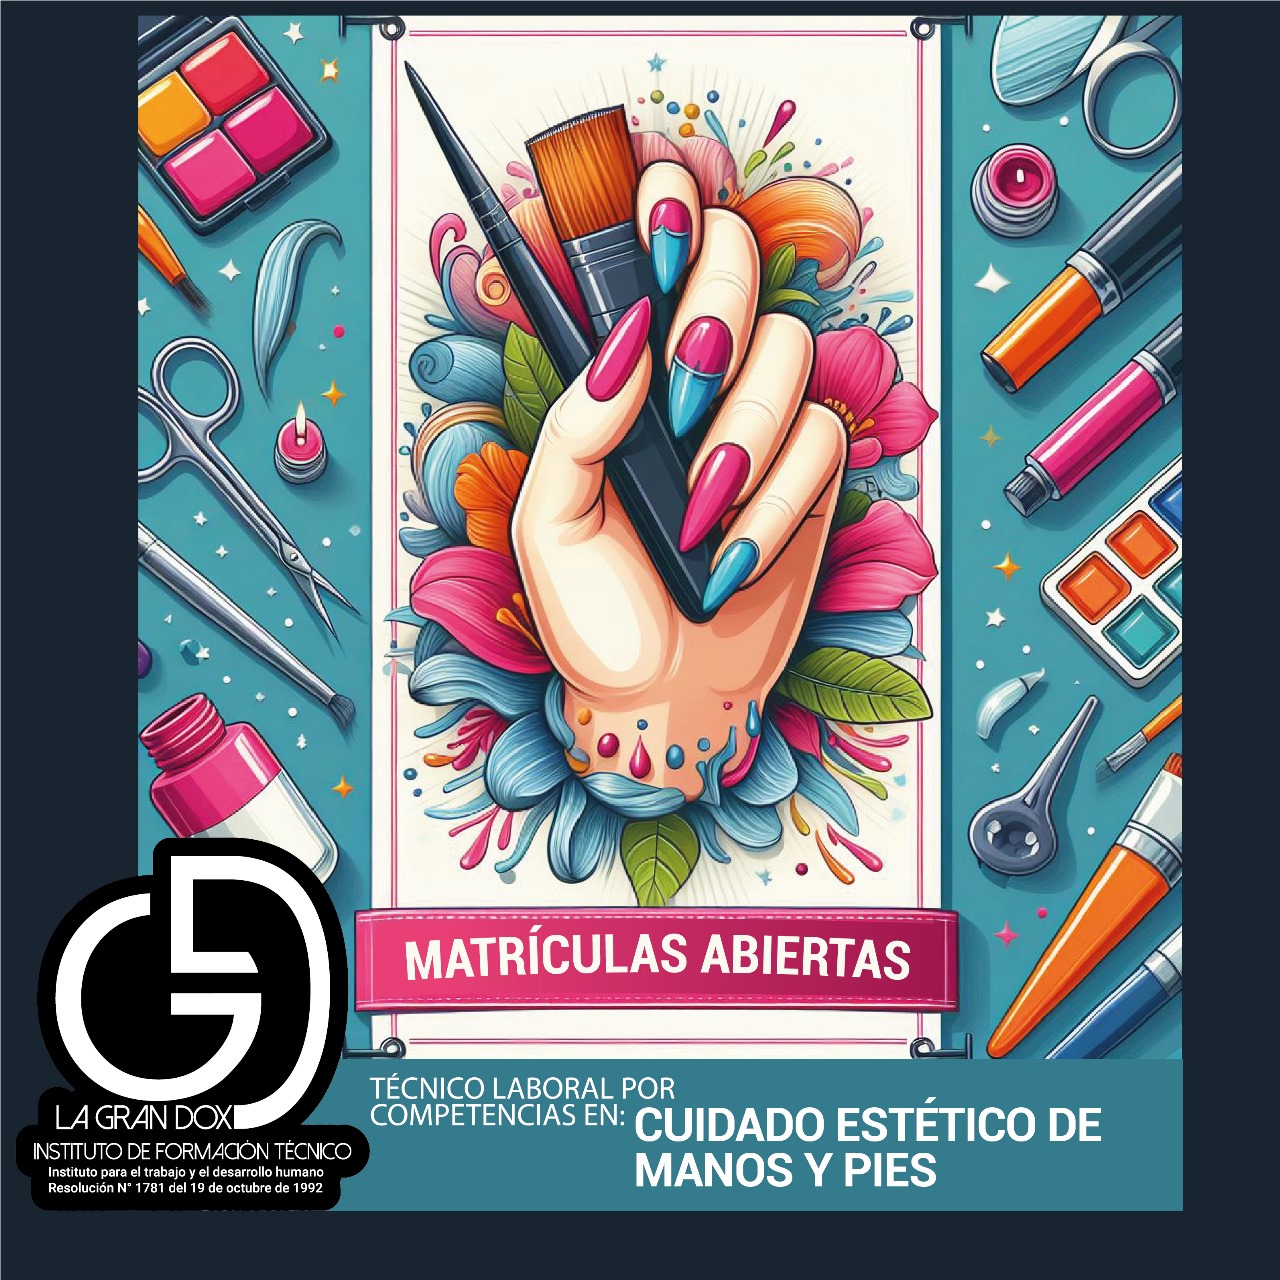 MATRÍCULAS ABIERTAS
TÉCNICO LABORAL POR
COMPETENCIAS EN:
CUIDADO ESTÉTICO DE
MANOS Y PIES
GD
LA GRAN DOX
INSTITUTO DE FORMACIÓN TÉCNICO
Instituto para el trabajo y el desarrollo humano
Resolución N° 1781 del 19 de octubre de 1992